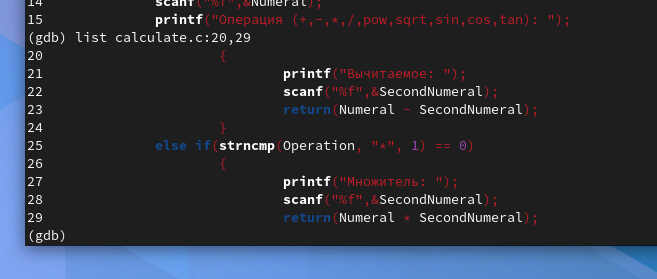 14 scanf("%f",&Numeral);
15 printf("Операция (+,-,*,/,pow,sqrt,sin,cos,tan): ");
(gdb) list calculate.c:20,29
20 {
21 printf("Вычитаемое: ");
22 scanf("%f",&SecondNumeral);
23 return(Numeral - SecondNumeral);
24 }
25 else if(strncmp(Operation, "*", 1) == 0)
26 {
27 printf("Множитель: ");
28 scanf("%f",&SecondNumeral);
29 return(Numeral * SecondNumeral);
(gdb)